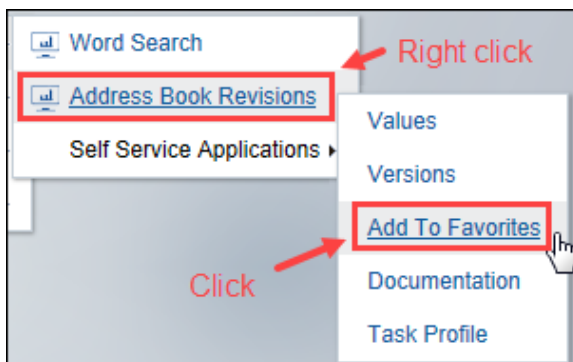 Word Search
Right click
Address Book Revisions
Values
Self Service Applications
Versions
Add To Favorites
Click
Documentation
Task Profile